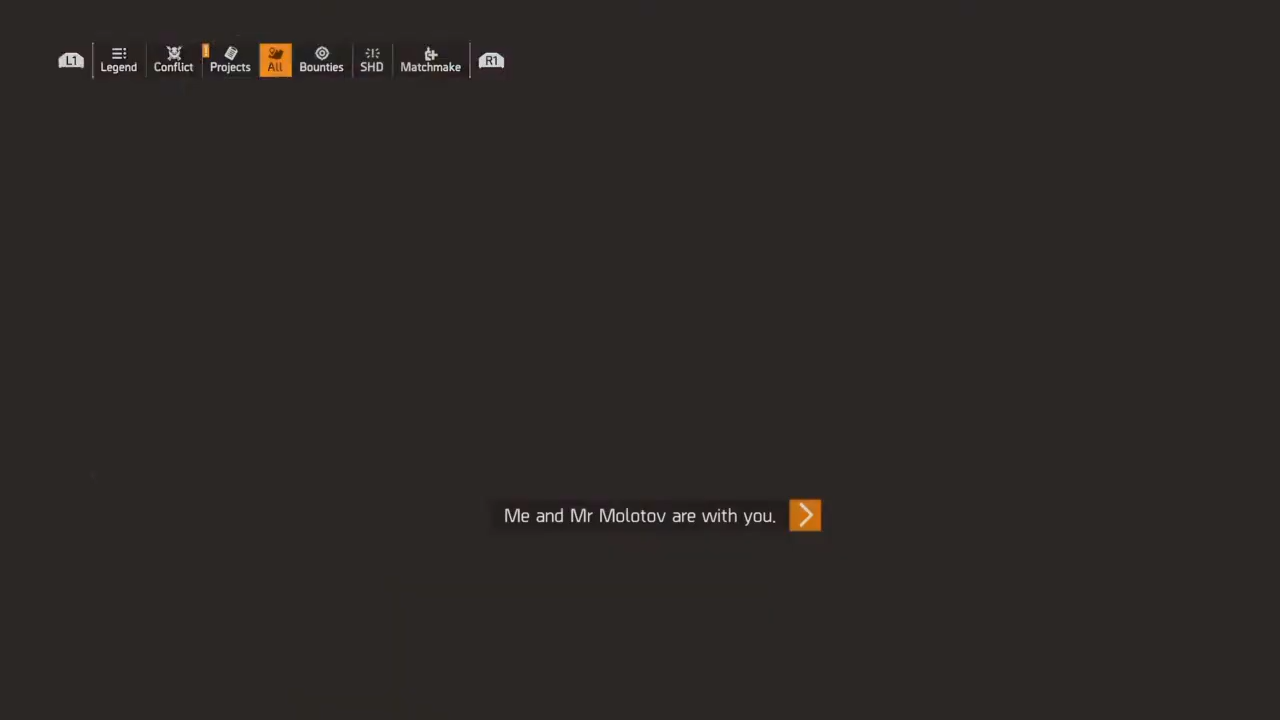 L1 Legend Conflict Projects All Bounties SHD Matchmake R1
Me and Mr Molotov are with you.